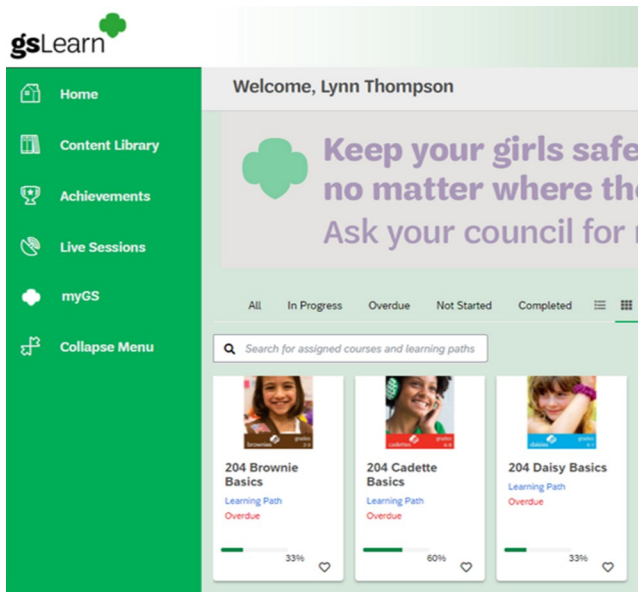 gsLearn
Home
Content Library
Achievements
Live Sessions
myGS
Collapse Menu
Welcome, Lynn Thompson
Keep your girls safe
no matter where the
Ask your council for
All In Progress Overdue Not Started Completed
Search for assigned courses and learning paths
brownies grades
204 Brownie
Basics
Learning Path
Overdue
33%
cadettes grades
204 Cadette
Basics
Learning Path
Overdue
60%
daisies grades
204 Daisy Basics
Learning Path
Overdue
33%